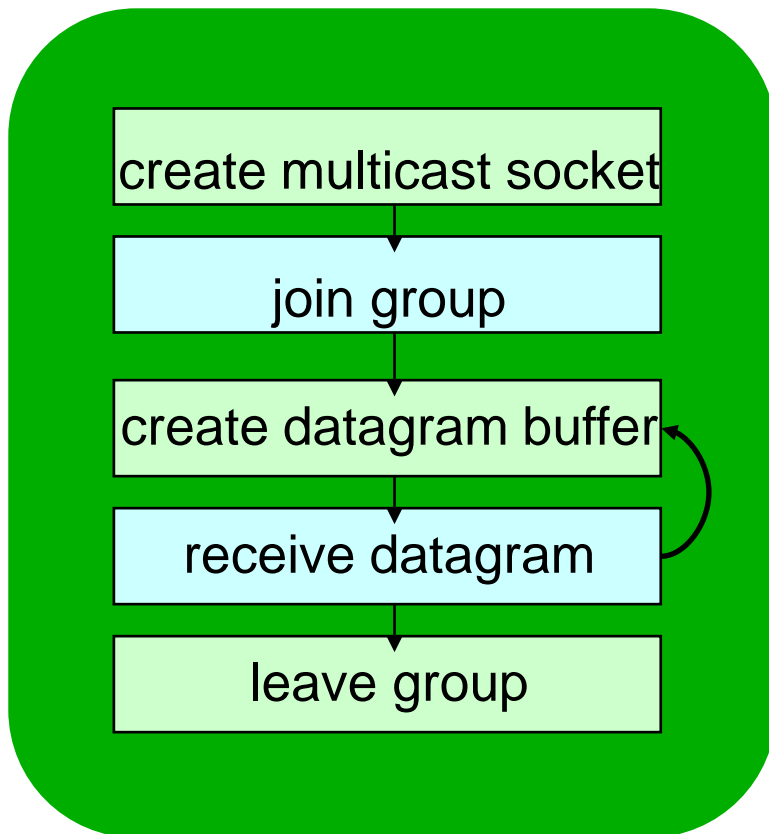 create multicast socket
join group
create datagram buffer
receive datagram
leave group